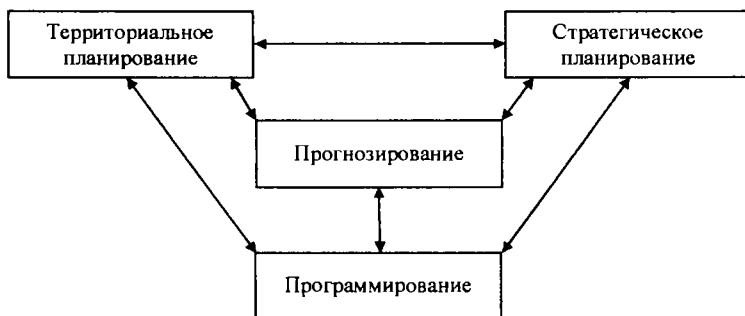 Территориальное
планирование
Стратегическое
планирование
Прогнозирование
Программирование